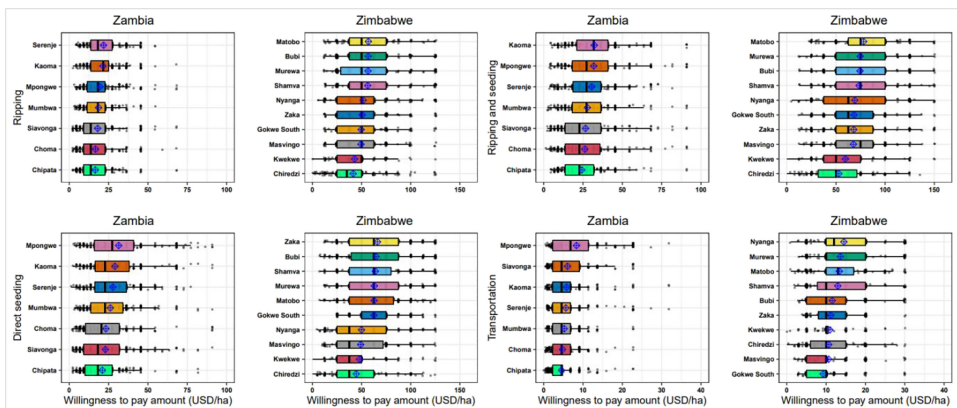 Zambia
Zimbabwe
Zambia
Zimbabwe
Ripping
Serenje
Kaoma
Mpongwe
Mumbwa
Siavonga
Choma
Chipata
0 25 50 75 100
Matobo
Bubi
Murewa
Shamva
Nyanga
Zaka
Gokwe South
Masvingo
Kwekwe
Chiredzi
0 50 100 150
Ripping and seeding
Kaoma
Mpongwe
Serenje
Mumbwa
Siavonga
Choma
Chipata
0 25 50 75 100
Matobo
Murewa
Bubi
Shamva
Nyanga
Gokwe South
Zaka
Masvingo
Kwekwe
Chiredzi
0 50 100 150
Zambia
Zimbabwe
Zambia
Zimbabwe
Direct seeding
Mpongwe
Kaoma
Serenje
Mumbwa
Choma
Siavonga
Chipata
0 25 50 75 100
Willingness to pay amount (USD/ha)
Zaka
Bubi
Shamva
Murewa
Matobo
Gokwe South
Nyanga
Masvingo
Kwekwe
Chiredzi
0 50 100 150
Willingness to pay amount (USD/ha)
Transportation
Mpongwe
Siavonga
Kaoma
Serenje
Mumbwa
Choma
Chipata
0 10 20 30 40
Willingness to pay amount (USD/ha)
Nyanga
Murewa
Matobo
Shamva
Bubi
Zaka
Kwekwe
Chiredzi
Masvingo
Gokwe South
0 10 20 30 40
Willingness to pay amount (USD/ha)